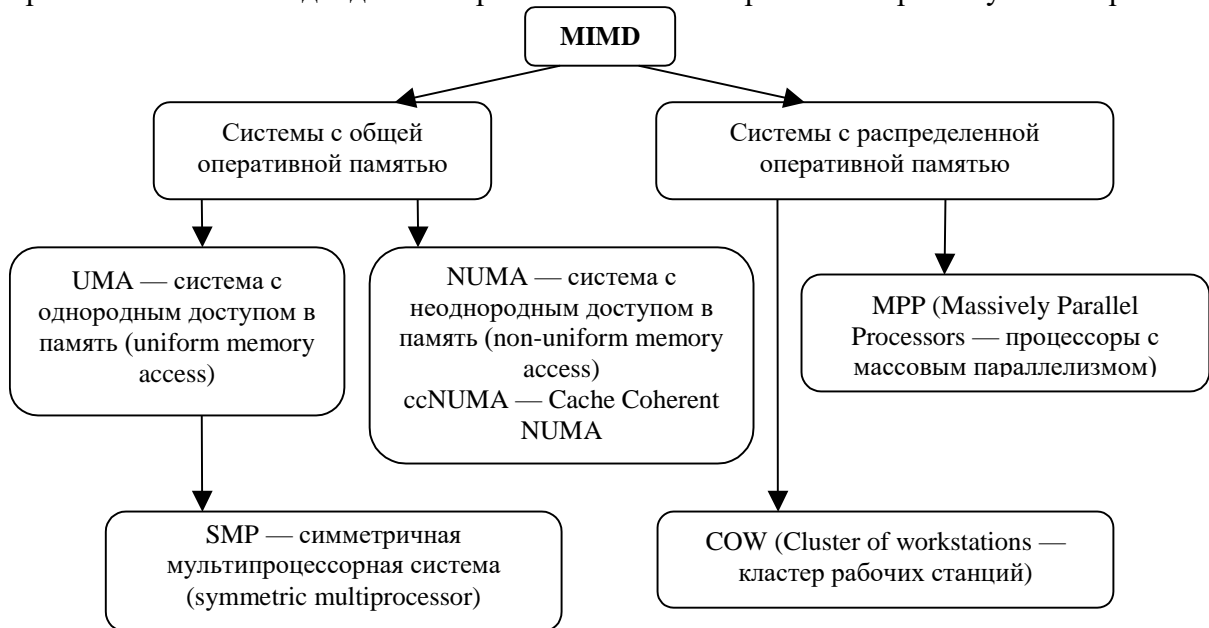 MIMD
Системы с общей
оперативной памятью
Системы с распределенной
оперативной памятью
UMA — система с
однородным доступом в
память (uniform memory
access)
NUMA — система с
неоднородным доступом в
память (non-uniform memory
access)
ccNUMA — Cache Coherent
NUMA
MPP (Massively Parallel
Processors — процессоры с
массовым параллелизмом)
SMP — симметричная
мультипроцессорная система
(symmetric multiprocessor)
COW (Cluster of workstations —
кластер рабочих станций)